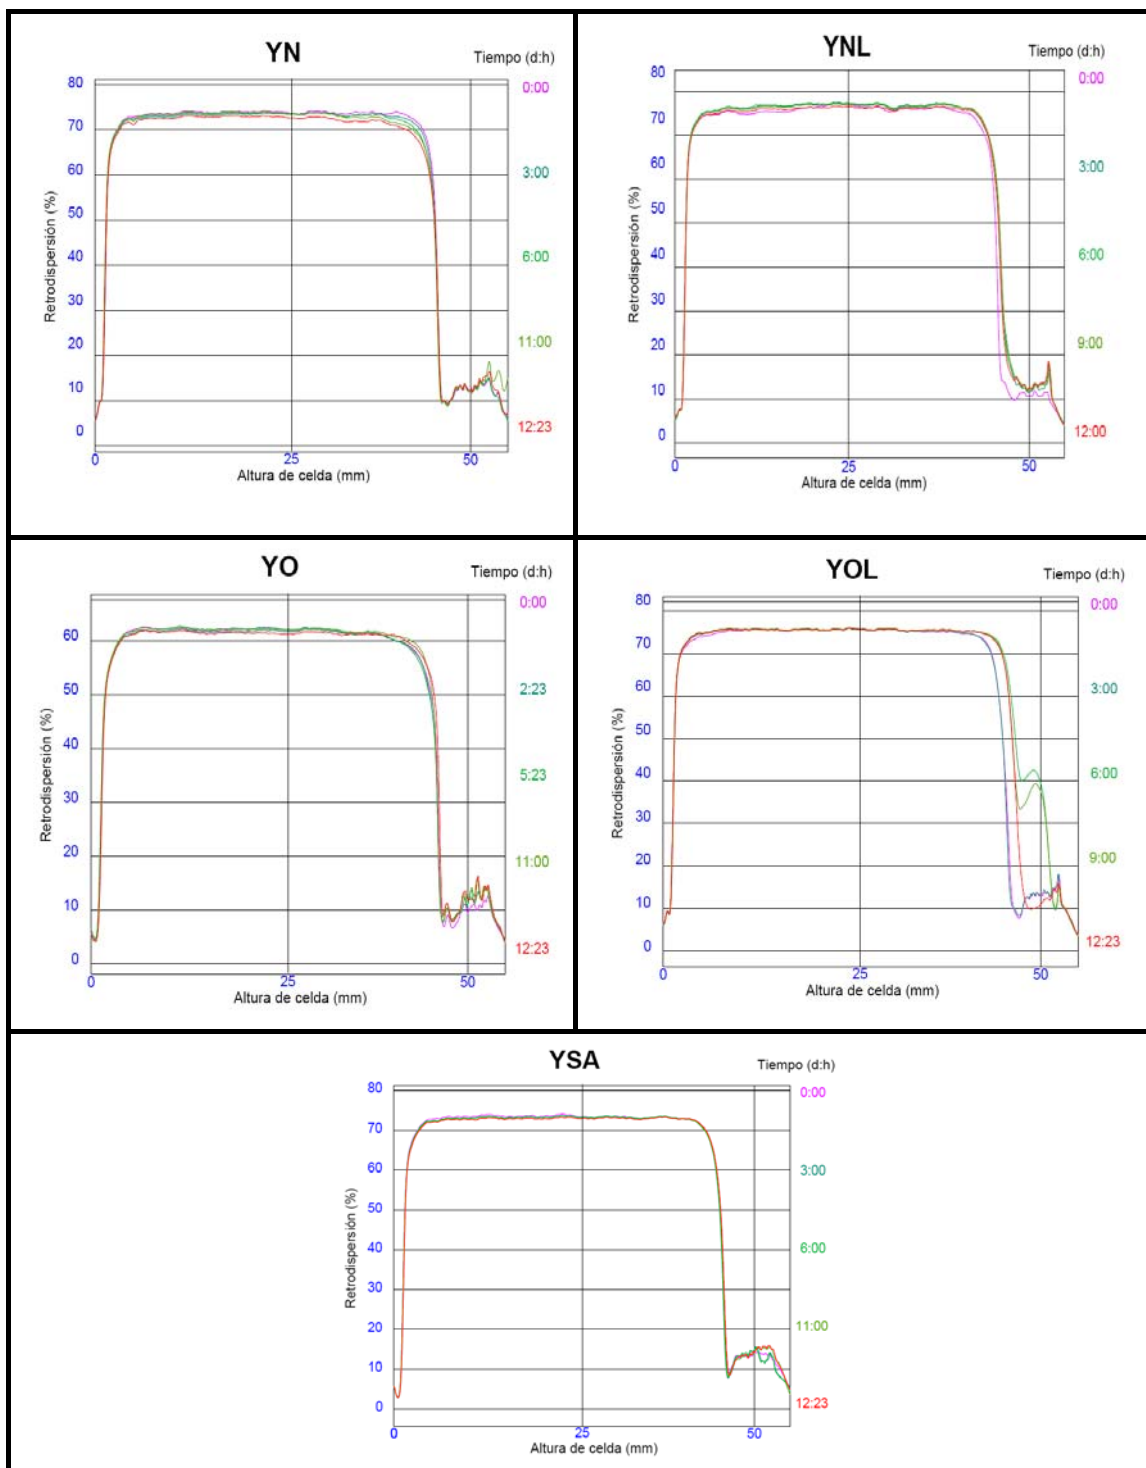 YN
Tiempo (d:h)
80
70
60
50
40
30
20
10
0
Retrodispersión (%)
0:00
3:00
6:00
11:00
12:23
0 25 50
Altura de celda (mm)
YNL
Tiempo (d:h)
80
70
60
50
40
30
20
10
0
Retrodispersión (%)
0:00
3:00
6:00
9:00
12:00
0 25 50
Altura de celda (mm)
YO
Tiempo (d:h)
60
50
40
30
20
10
0
Retrodispersión (%)
0:00
2:23
5:23
11:00
12:23
0 25 50
Altura de celda (mm)
YOL
Tiempo (d:h)
80
70
60
50
40
30
20
10
0
Retrodispersión (%)
0:00
3:00
6:00
9:00
12:23
0 25 50
Altura de celda (mm)
YSA
Tiempo (d:h)
80
70
60
50
40
30
20
10
0
Retrodispersión (%)
0:00
3:00
6:00
11:00
12:23
0 25 50
Altura de celda (mm)